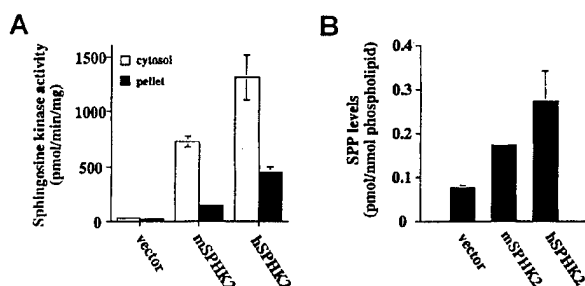 A
Sphingosine kinase activity
(pmol/min/mg)
1500
1000
500
0
cytosol
pellet
vector
mSPHK2
hSPHK2
B
SPP levels
(pmol/nmol phospholipid)
0.4
0.3
0.2
0.1
0
vector
mSPHK2
hSPHK2